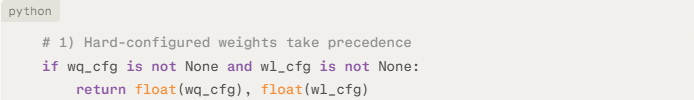 python
# 1) Hard-configured weights take precedence
if wq_cfg is not None and wl_cfg is not None:
return float(wq_cfg), float(wl_cfg)